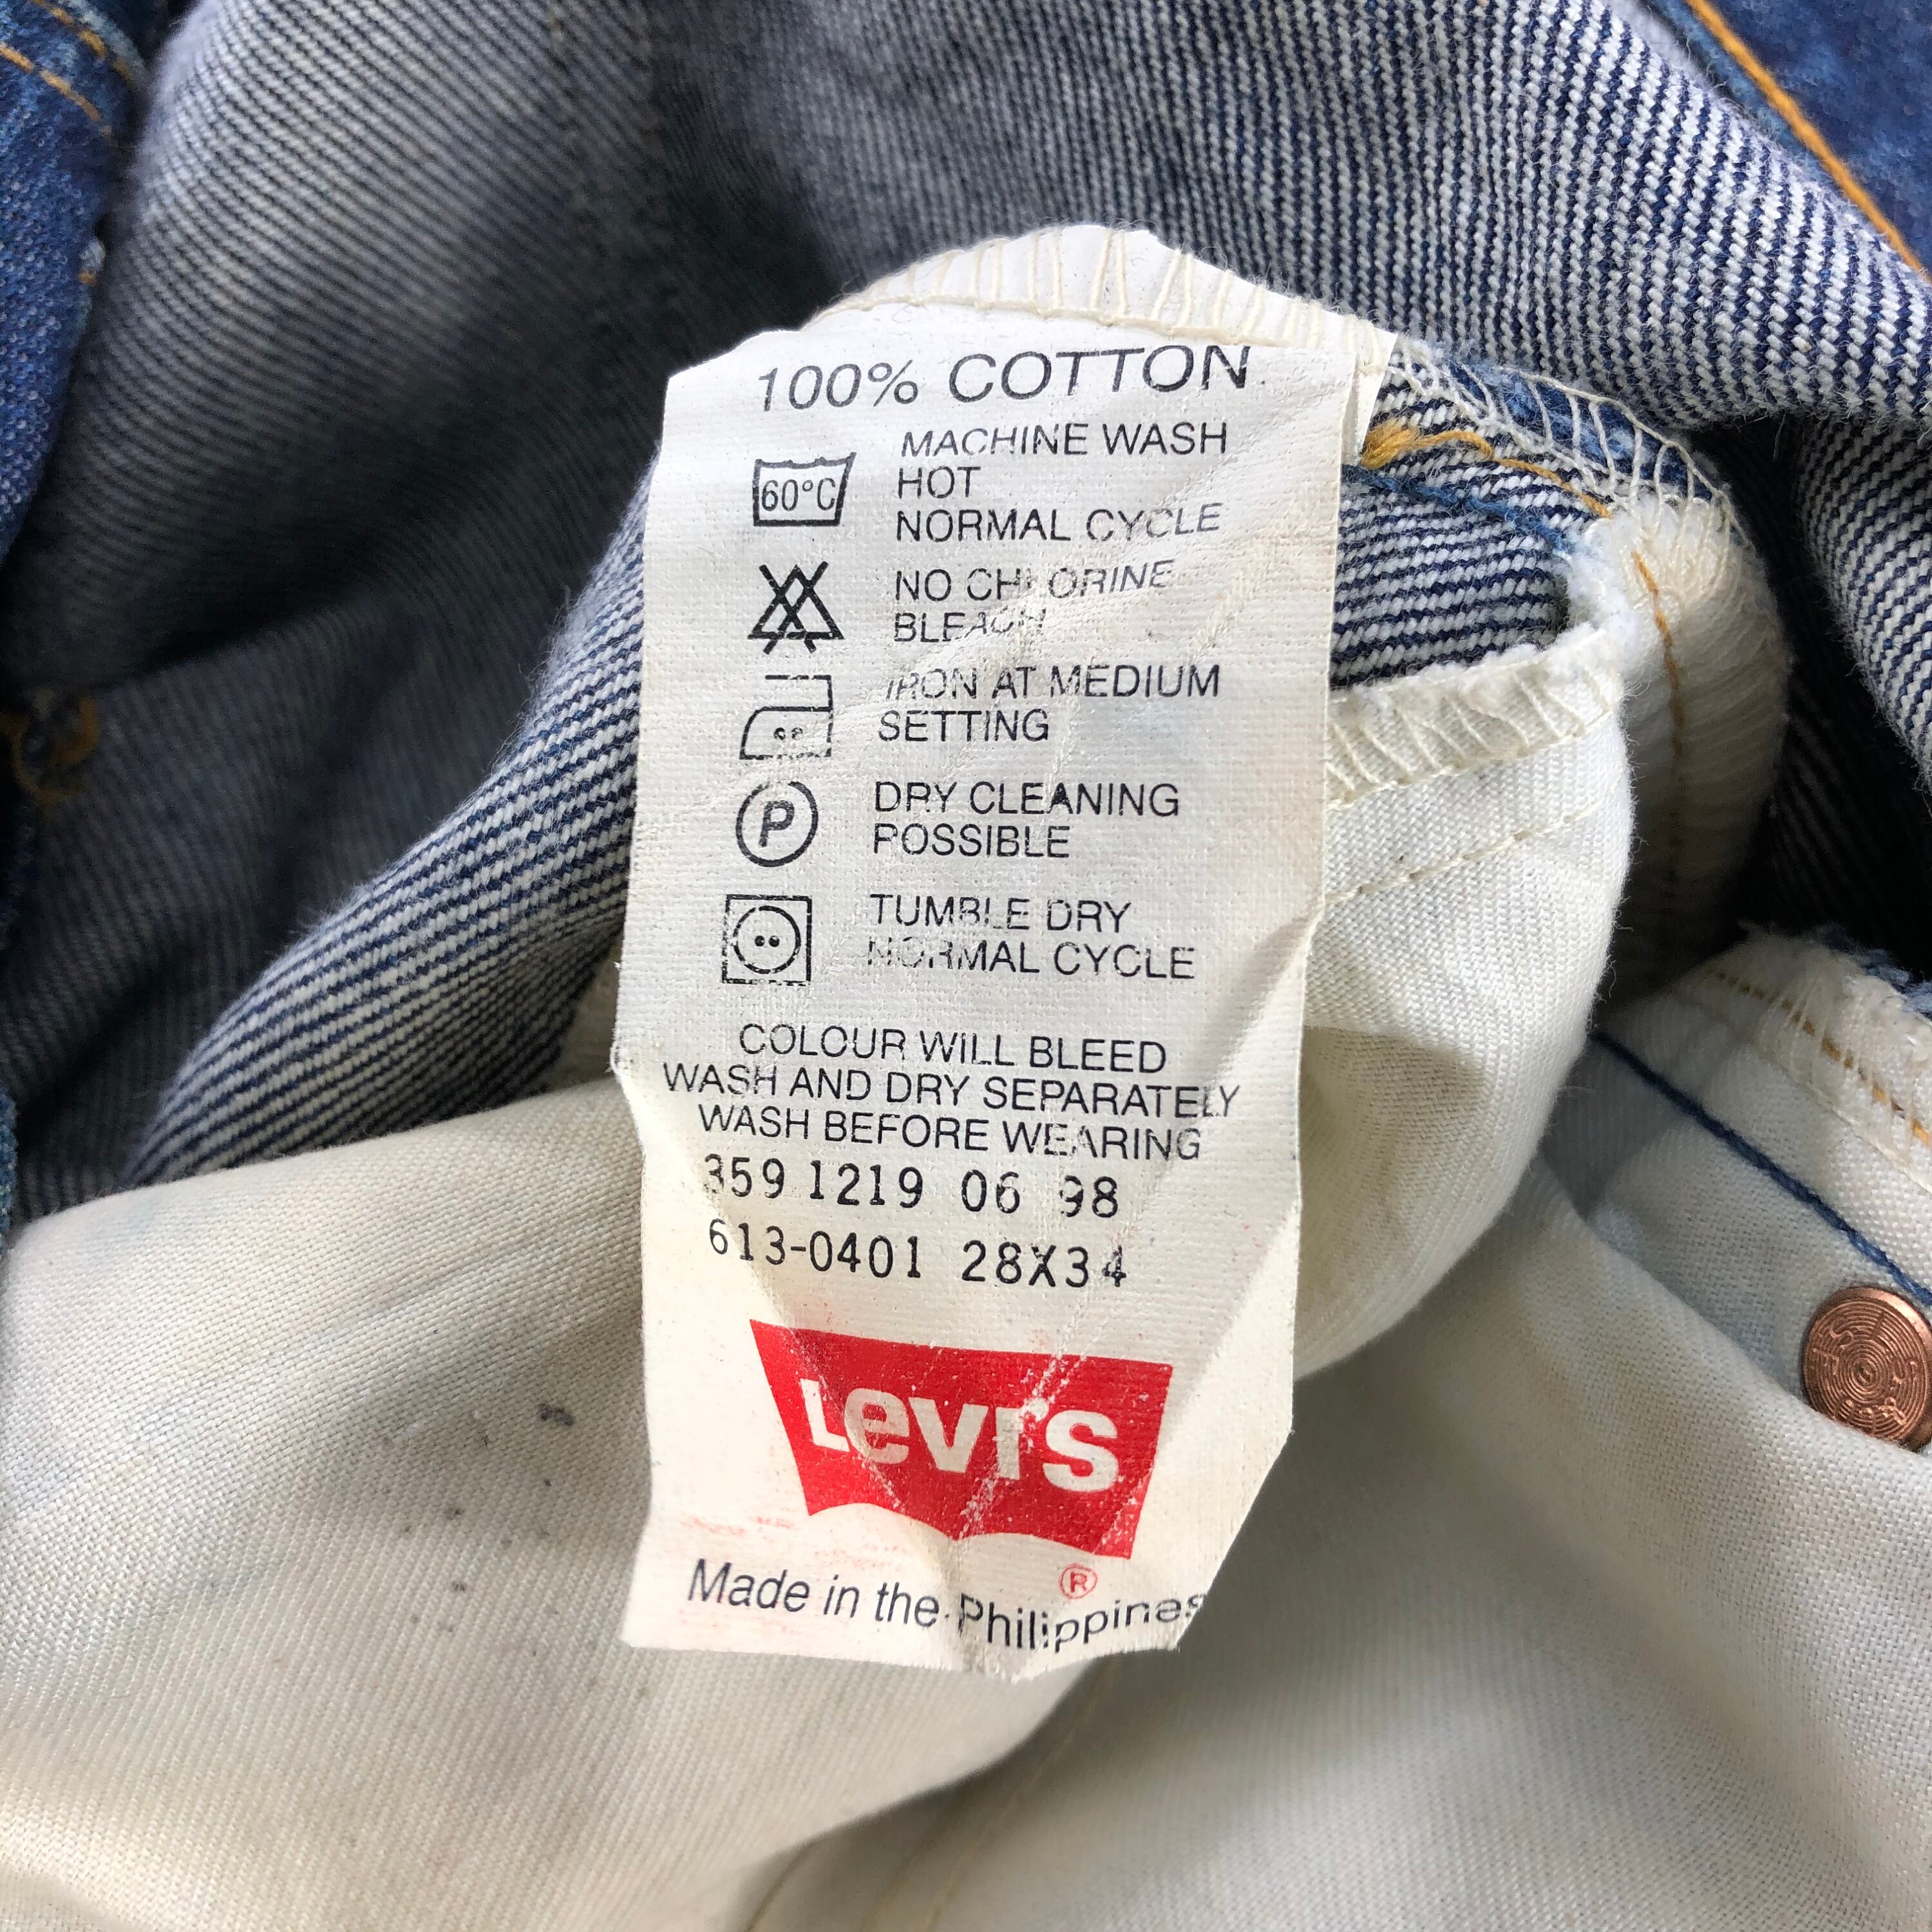 100% COTTON
60°C
MACHINE WASH
HOT
NORMAL CYCLE
NO CHLORINE
BLEACH
IRON AT MEDIUM
SETTING
P
DRY CLEANING
POSSIBLE
TUMBLE DRY
NORMAL CYCLE
COLOUR WILL BLEED
WASH AND DRY SEPARATELY
WASH BEFORE WEARING
359 1219 06 98
613-0401 28X34
Levi's
®
Made in the Philippines